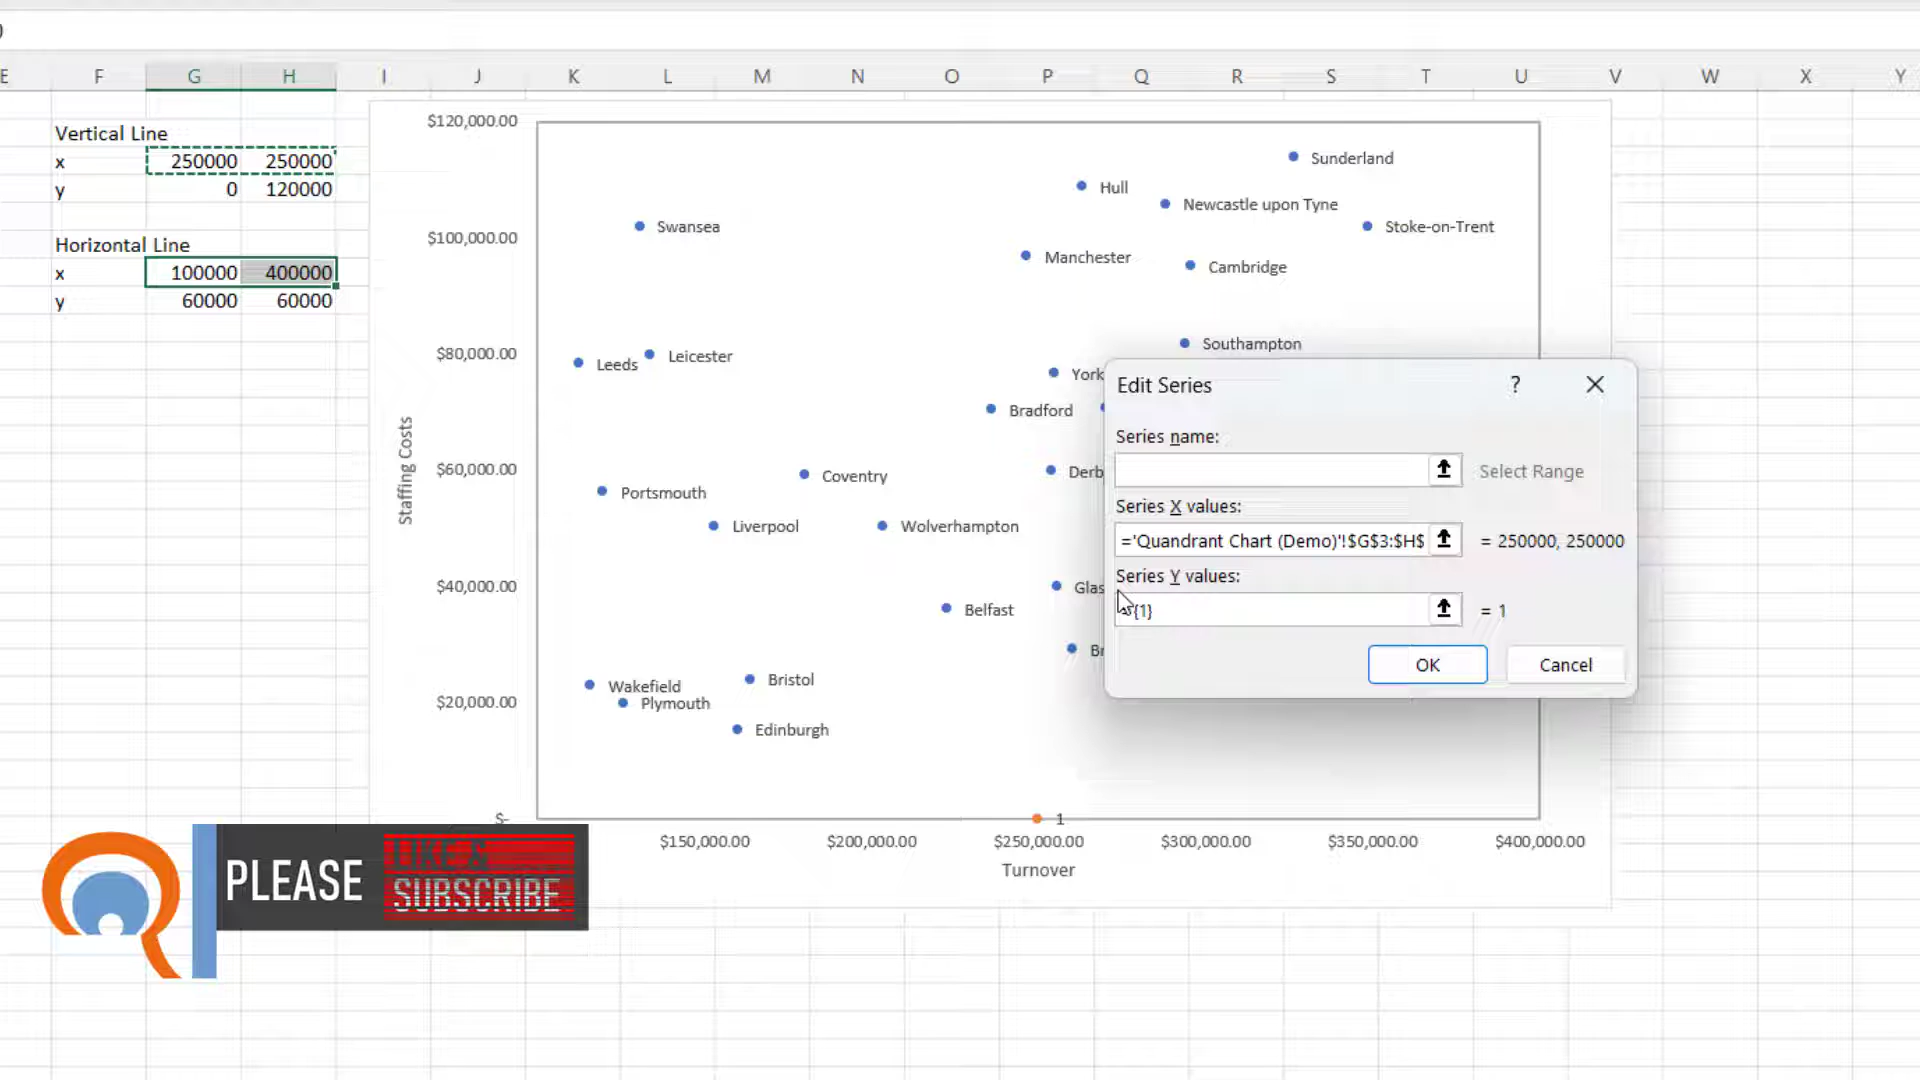 E F G H I J K L M N O P Q R S T U V W X Y
Vertical Line
x 250000 250000
y 0 120000
Horizontal Line
x 100000 400000
y 60000 60000
$120,000.00
$100,000.00
$80,000.00
$60,000.00
$40,000.00
$20,000.00
$-
Staffing Costs
Sunderland
Hull
Newcastle upon Tyne
Swansea
Stoke-on-Trent
Manchester
Cambridge
Southampton
Leeds
Leicester
York
Bradford
Coventry
Derb
Portsmouth
Liverpool
Wolverhampton
Glas
Belfast
Br
Wakefield
Bristol
Plymouth
Edinburgh
1
$150,000.00 $200,000.00 $250,000.00 $300,000.00 $350,000.00 $400,000.00
Turnover
Edit Series ?
Series name:
Select Range
Series X values:
='Quandrant Chart (Demo)'!$G$3:$H$ = 250000, 250000
Series Y values:
{1} = 1
OK Cancel
PLEASE
LIKE &
SUBSCRIBE